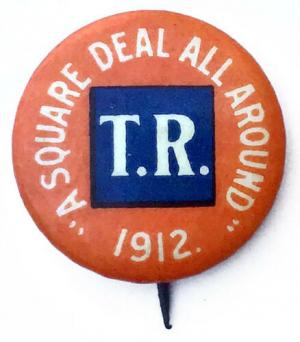 "A SQUARE DEAL ALL AROUND"
T.R.
1912.